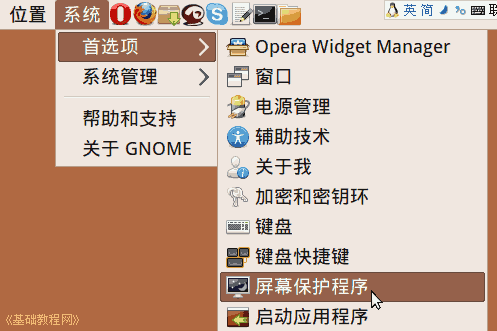 位置 系统 英 简 取
首选项
系统管理
帮助和支持
关于 GNOME
Opera Widget Manager
窗口
电源管理
辅助技术
关于我
加密和密钥环
键盘
键盘快捷键
屏幕保护程序
启动应用程序
《基础教程网》